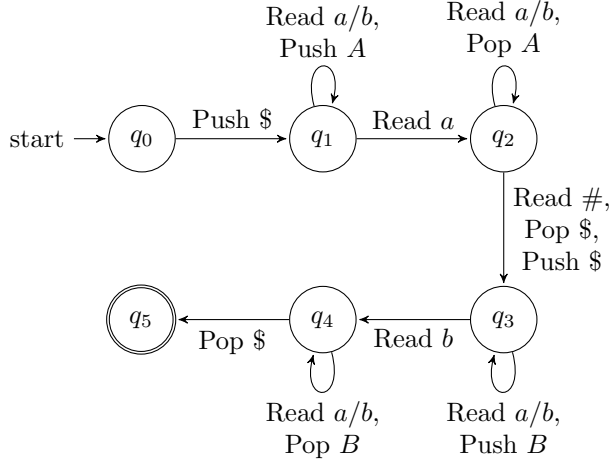 Read a/b,
Push A
Read a/b,
Pop A
start
q0
Push $
q1
Read a
q2
Read #,
Pop $,
Push $
q5
Pop $
q4
Read b
q3
Read a/b,
Pop B
Read a/b,
Push B